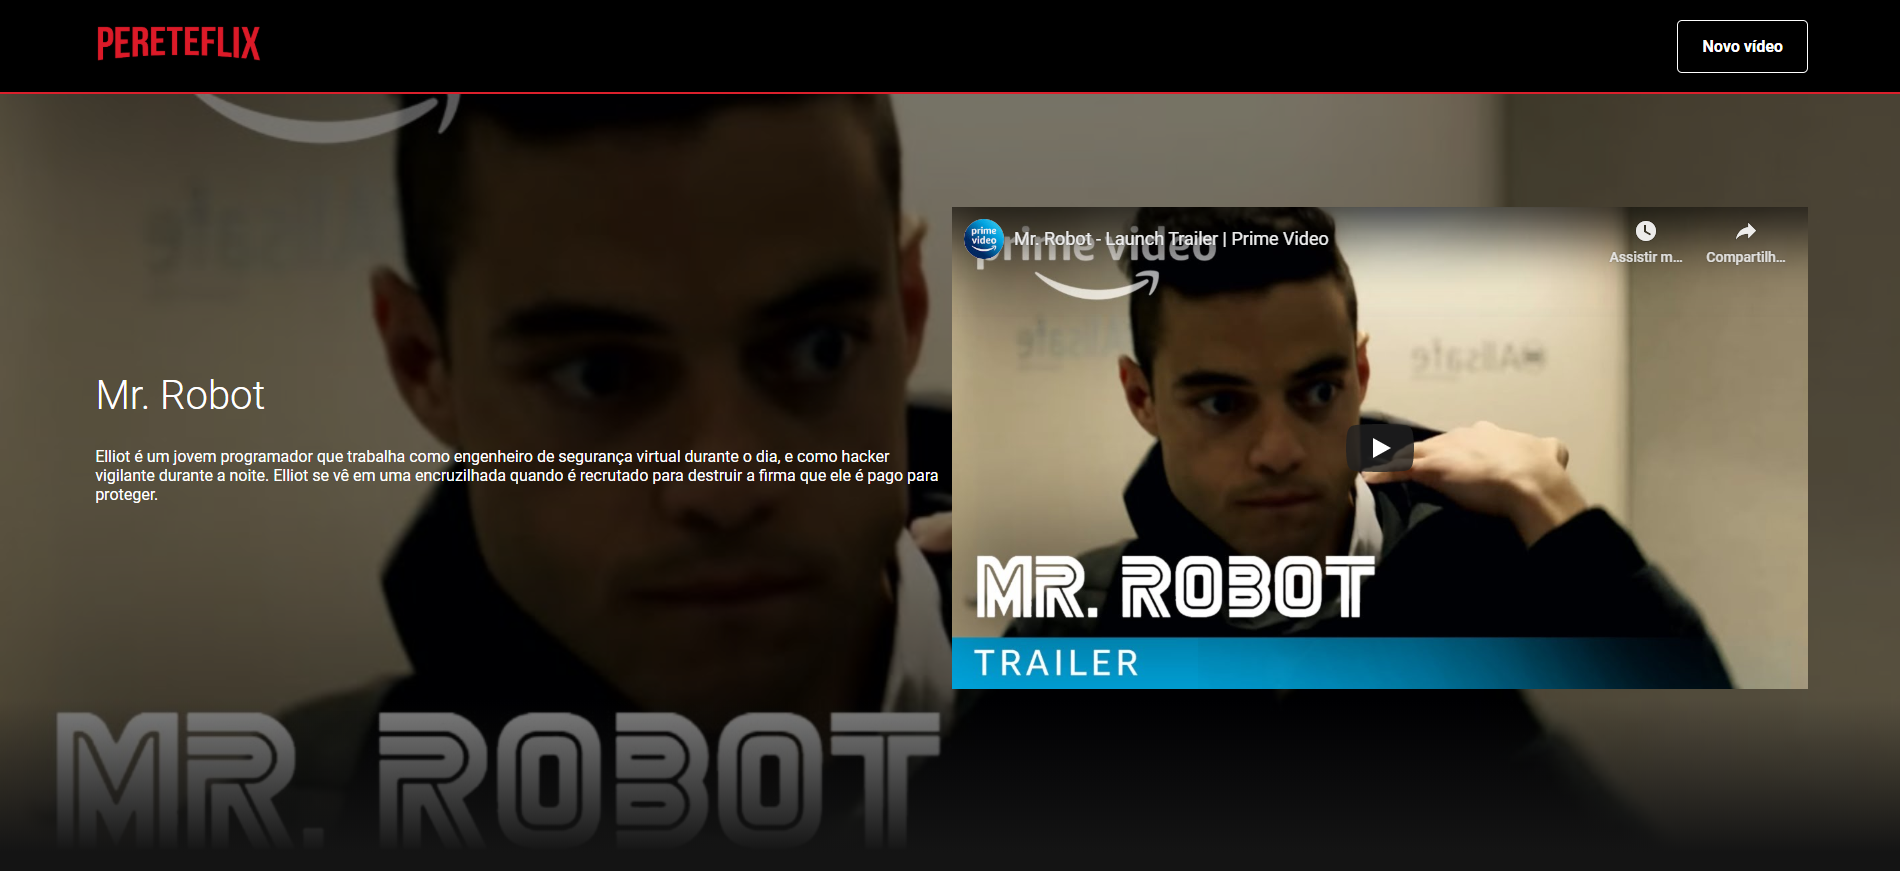 PERETEFLIX
Novo vídeo
Mr. Robot
Elliot é um jovem programador que trabalha como engenheiro de segurança virtual durante o dia, e como hacker
vigilante durante a noite. Elliot se vê em uma encruzilhada quando é recrutado para destruir a firma que ele é pago para
proteger.
prime video
Mr. Robot - Launch Trailer | Prime Video
Assistir m...
Compartilh...
prime video
Allsafe
MR. ROBOT
TRAILER
MR. ROBOT